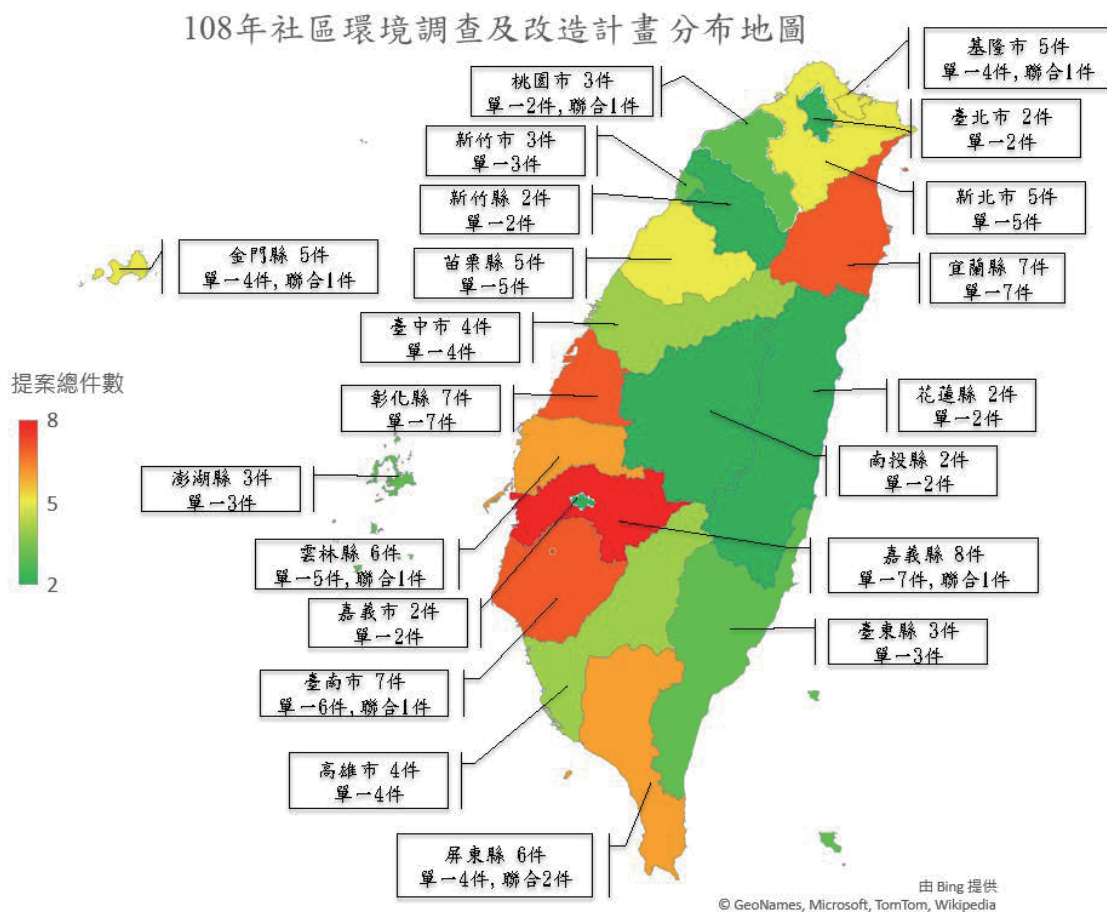 108年社區環境調查及改造計畫分布地圖
基隆市 5件
單一4件, 聯合1件
桃園市 3件
單一2件, 聯合1件
臺北市 2件
單一2件
新竹市 3件
單一3件
新竹縣 2件
單一2件
新北市 5件
單一5件
金門縣 5件
單一4件, 聯合1件
苗栗縣 5件
單一5件
宜蘭縣 7件
單一7件
臺中市 4件
單一4件
提案總件數
8
5
2
彰化縣 7件
單一7件
花蓮縣 2件
單一2件
南投縣 2件
單一2件
澎湖縣 3件
單一3件
雲林縣 6件
單一5件, 聯合1件
嘉義縣 8件
單一7件, 聯合1件
嘉義市 2件
單一2件
臺東縣 3件
單一3件
臺南市 7件
單一6件, 聯合1件
高雄市 4件
單一4件
屏東縣 6件
單一4件, 聯合2件
由 Bing 提供
© GeoNames, Microsoft, TomTom, Wikipedia